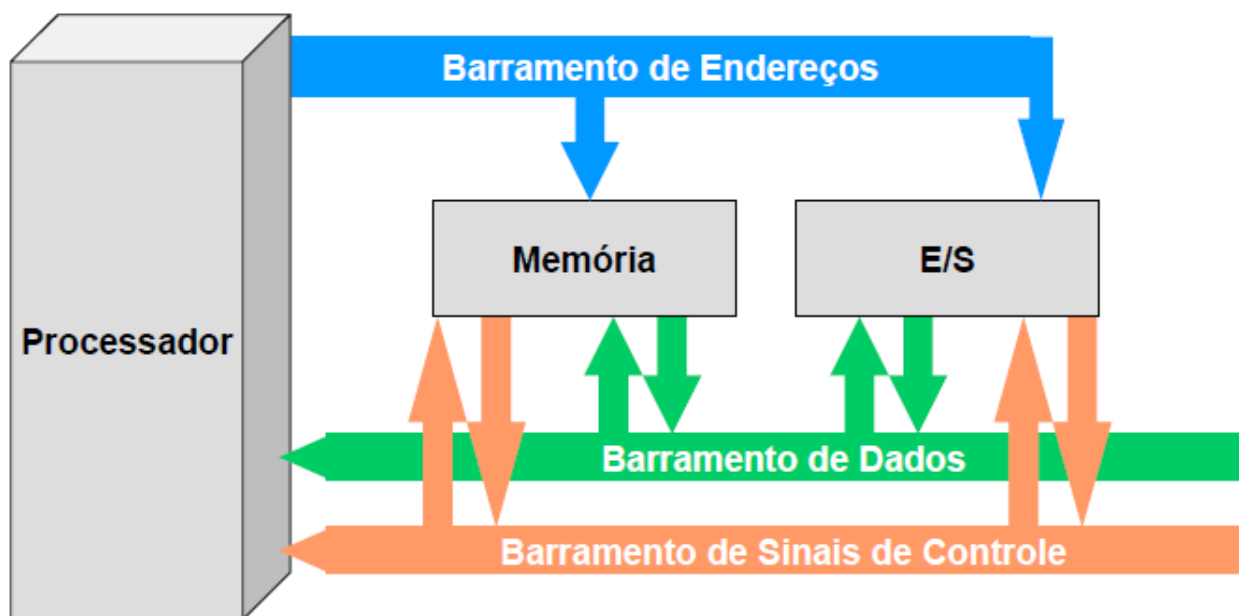 Barramento de Endereços
Memória
E/S
Processador
Barramento de Dados
Barramento de Sinais de Controle